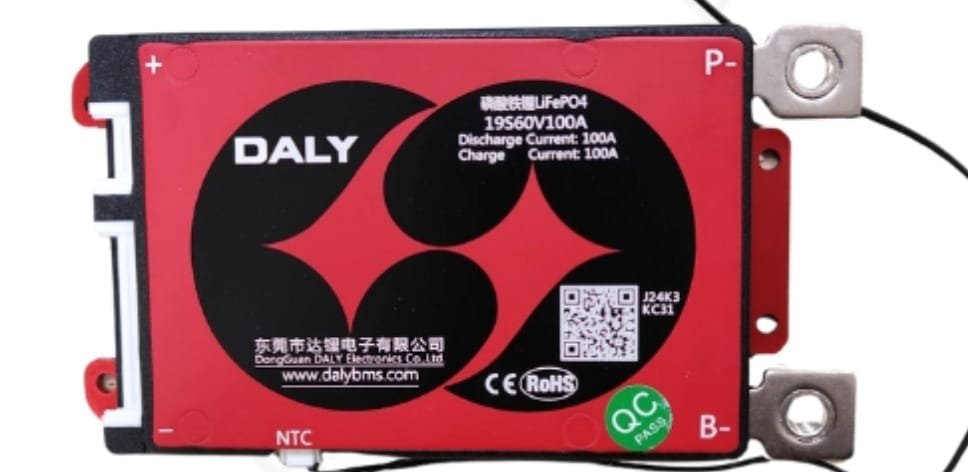 +
P-
DALY
磷酸铁锂LiFePO4
19S60V100A
Discharge Current: 100A
Charge Current: 100A
J24K3
KC31
东莞市达锂电子有限公司
DongGuan DALY Electronics Co.,Ltd.
www.dalybms.com
CE RoHS
QC
PASS
-
NTC
B-